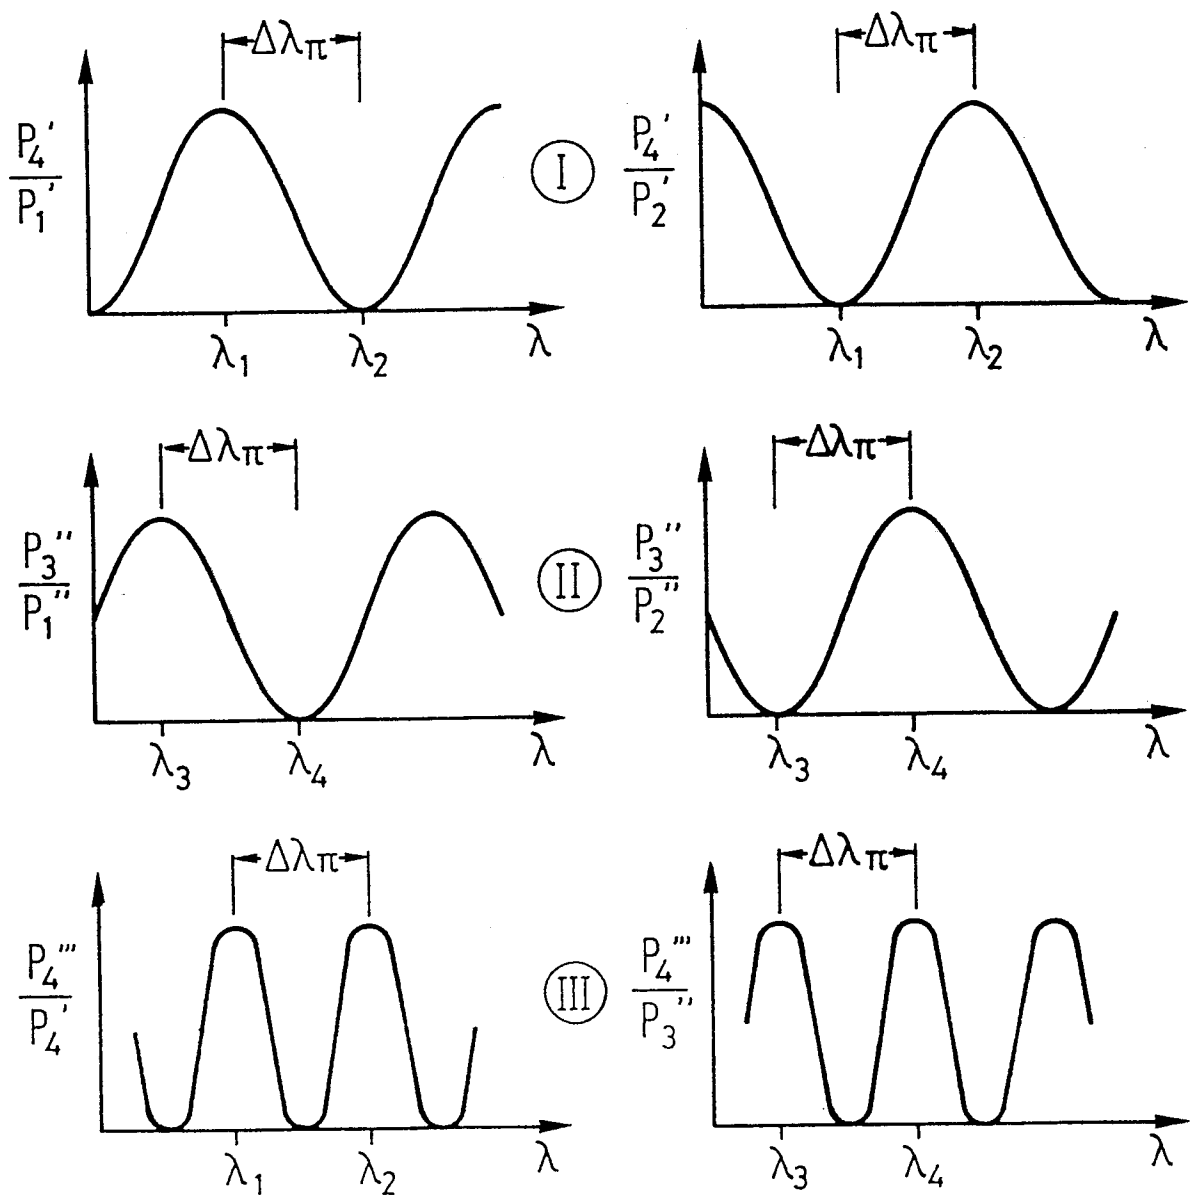 Δλπ
P4'
P1'
λ1 λ2 λ
I
Δλπ
P4'
P2'
λ1 λ2 λ
Δλπ
P3''
P1''
λ3 λ4 λ
II
Δλπ
P3''
P2''
λ3 λ4 λ
Δλπ
P4'''
P4'
λ1 λ2 λ
III
Δλπ
P4'''
P3''
λ3 λ4 λ